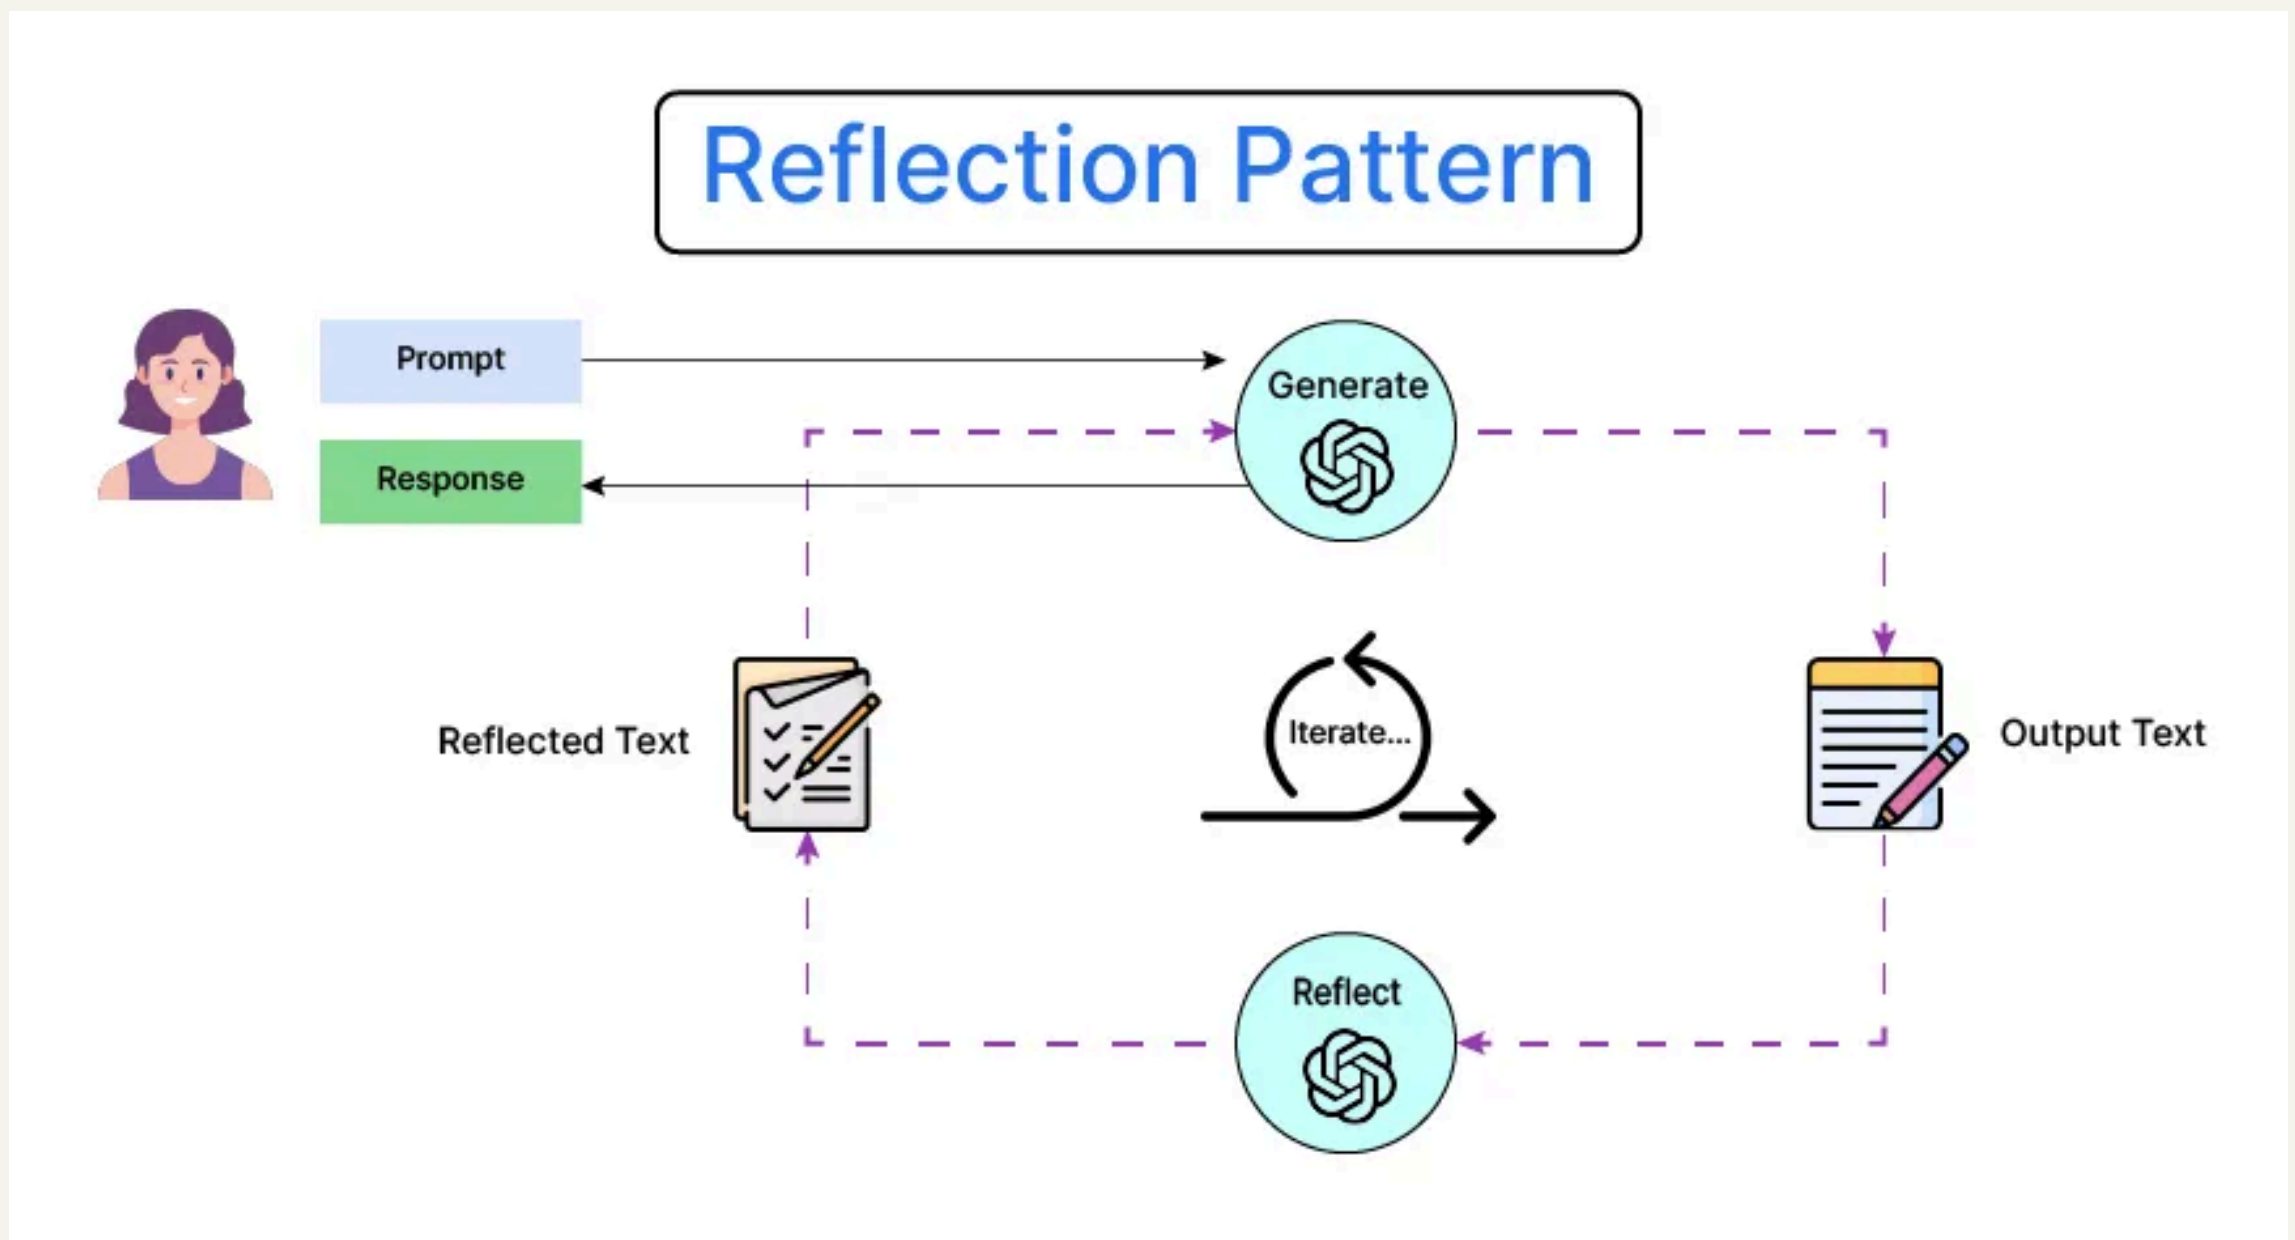 Reflection Pattern
Prompt
Generate
Response
Reflected Text
Iterate...
Output Text
Reflect